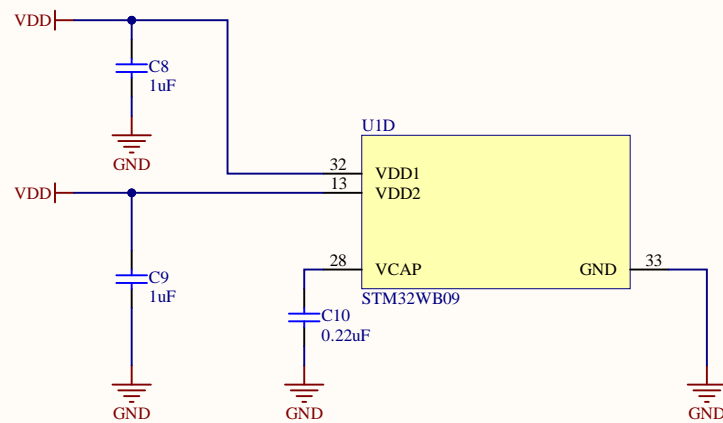 VDD
C8
1uF
GND
U1D
32 VDD1
VDD 13 VDD2
28 VCAP GND 33
C9
1uF
STM32WB09
C10
0.22uF
GND GND GND